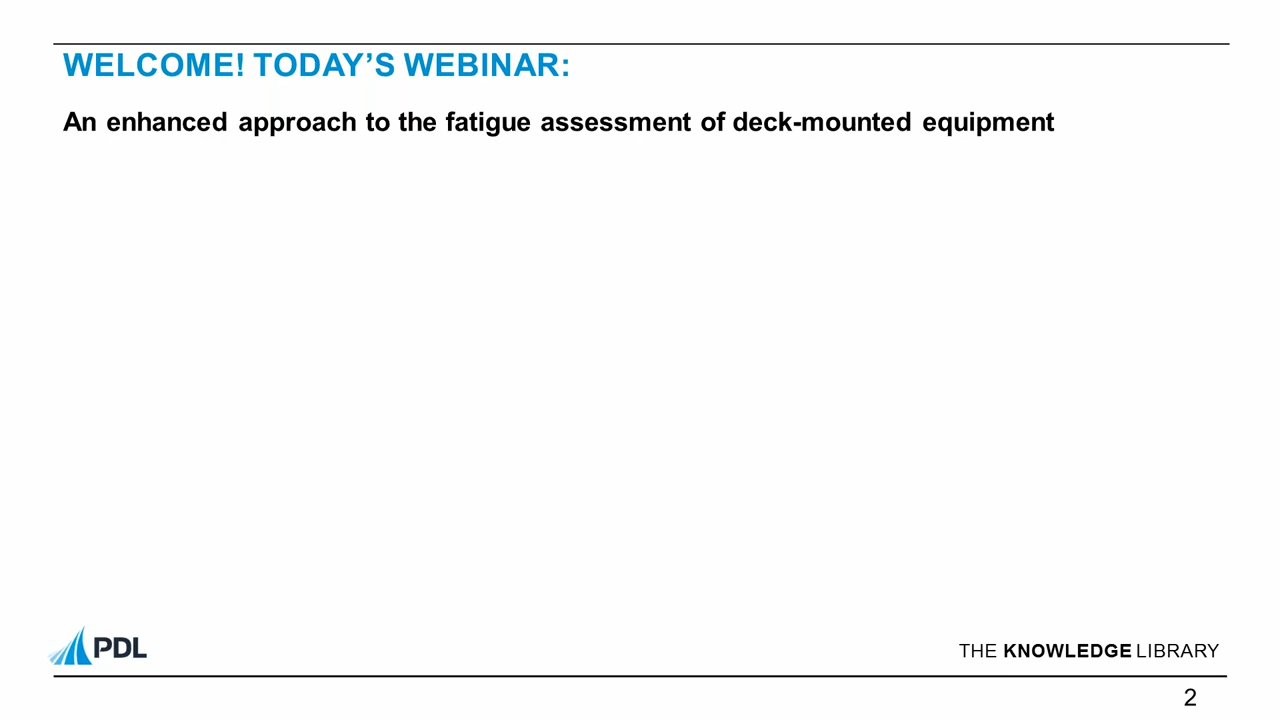 WELCOME! TODAY’S WEBINAR:
An enhanced approach to the fatigue assessment of deck-mounted equipment
PDL
THE KNOWLEDGE LIBRARY
2